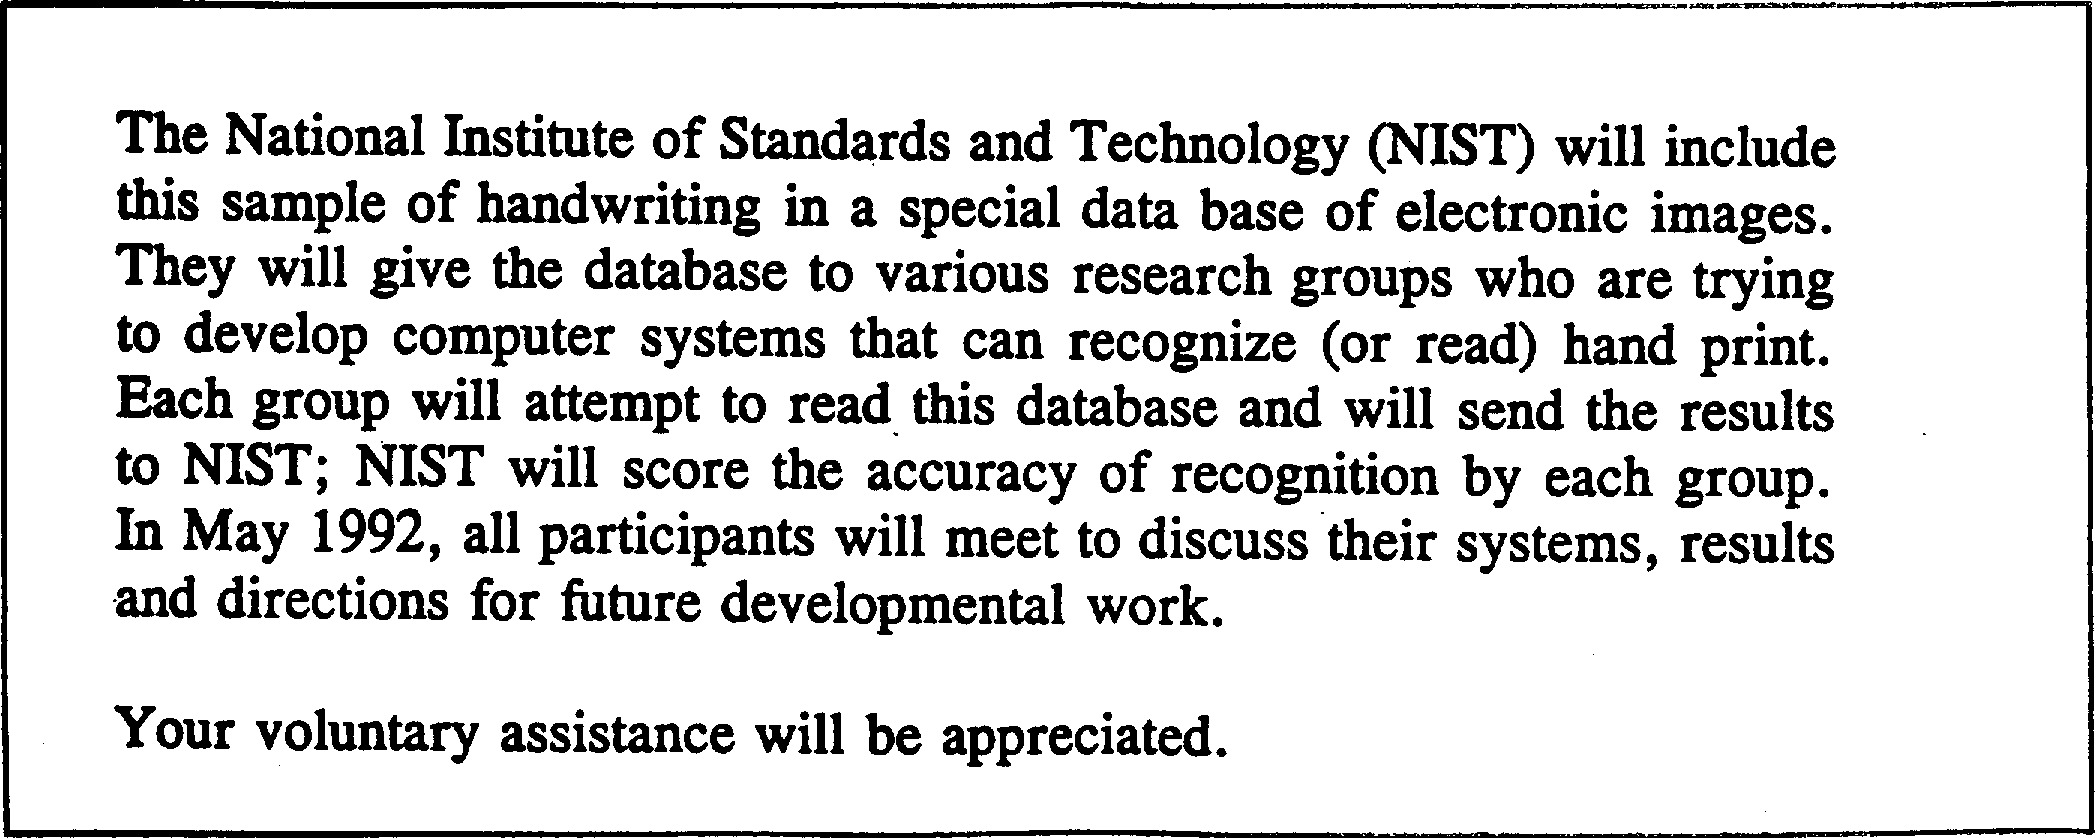 The National Institute of Standards and Technology (NIST) will include
this sample of handwriting in a special data base of electronic images.
They will give the database to various research groups who are trying
to develop computer systems that can recognize (or read) hand print.
Each group will attempt to read this database and will send the results
to NIST; NIST will score the accuracy of recognition by each group.
In May 1992, all participants will meet to discuss their systems, results
and directions for future developmental work.
Your voluntary assistance will be appreciated.